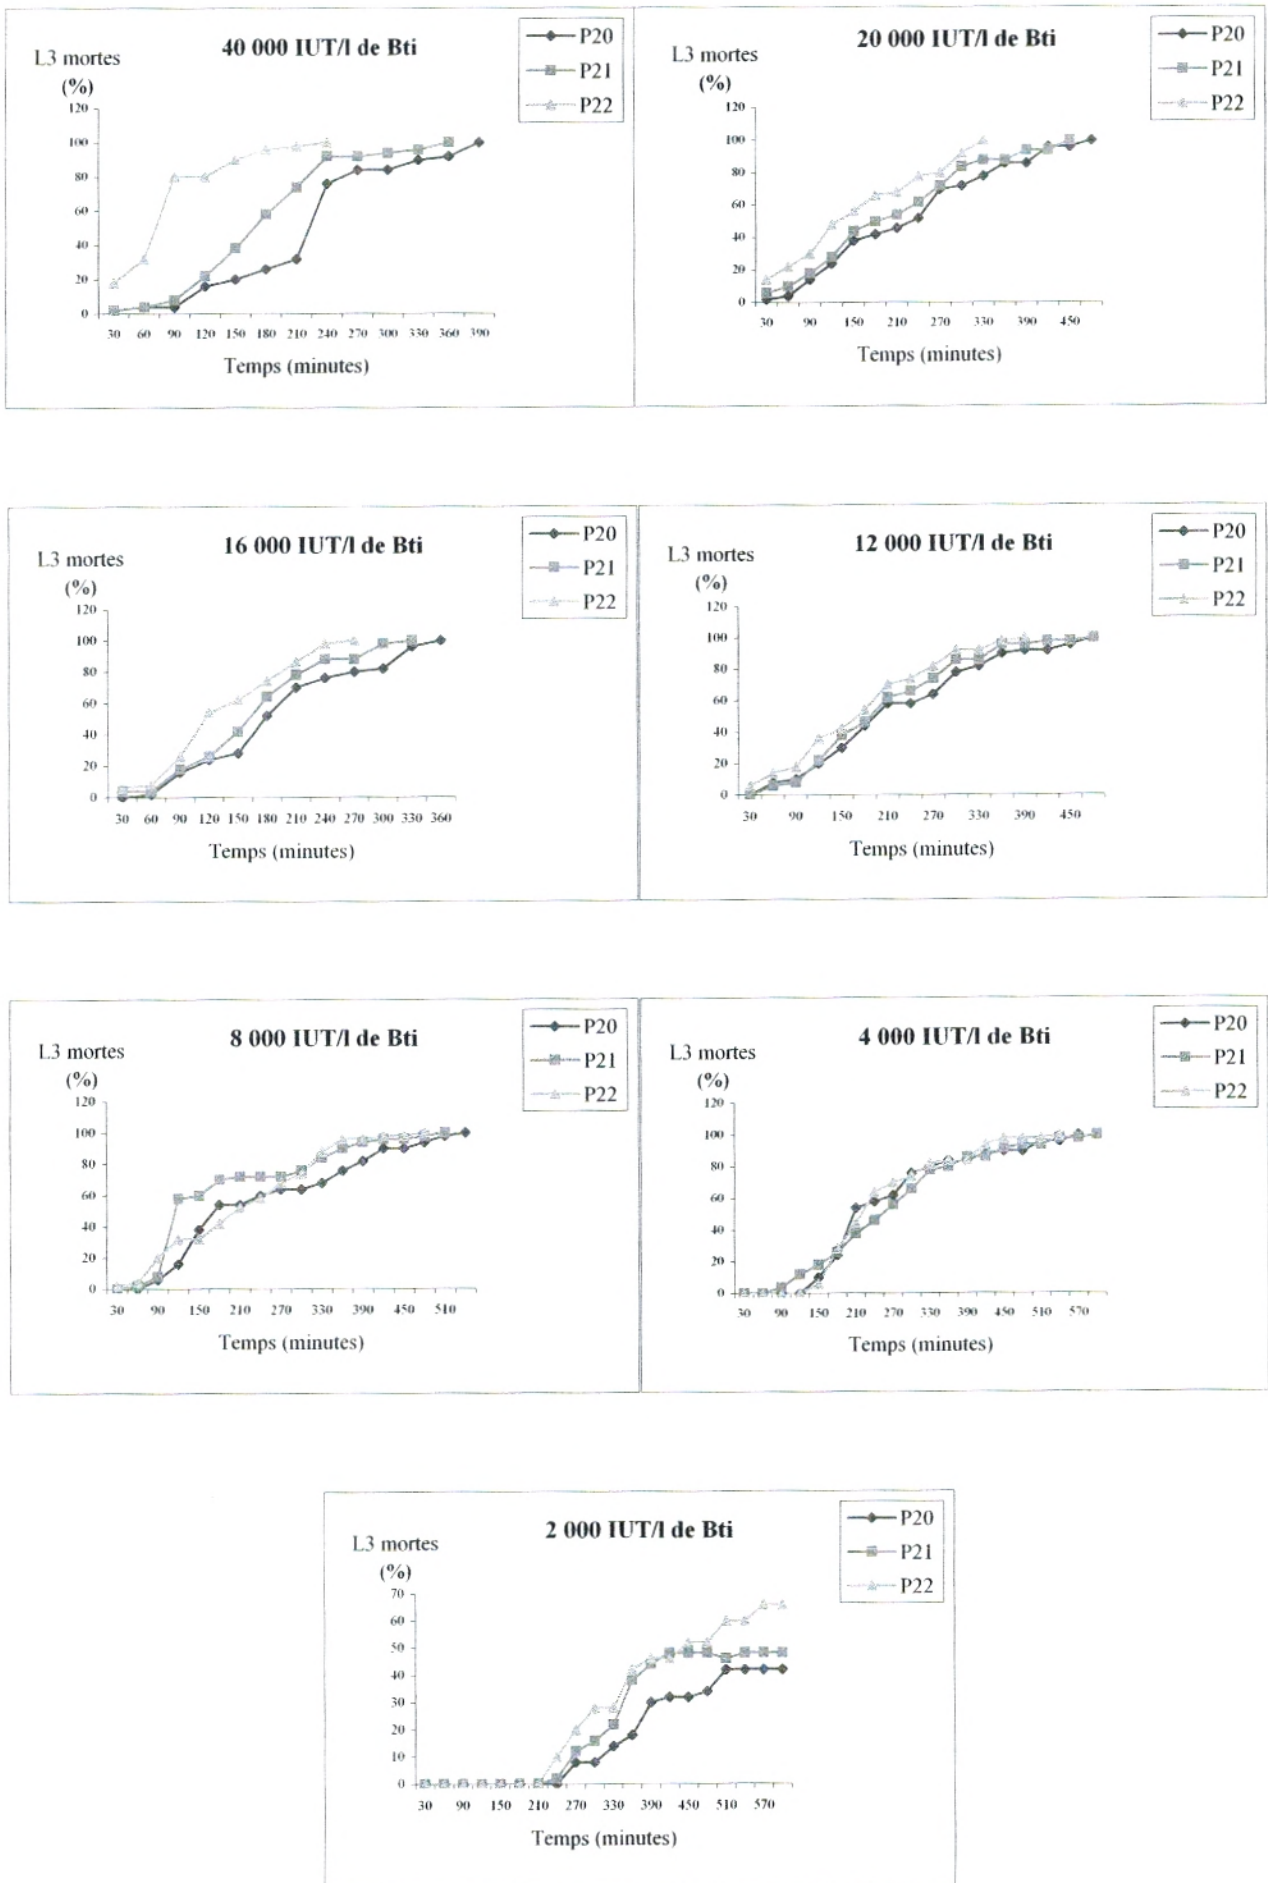 40 000 IUT/l de Bti
L3 mortes
(%)
P20
P21
P22
120
100
80
60
40
20
0
30 60 90 120 150 180 210 240 270 300 330 360 390
Temps (minutes)
20 000 IUT/l de Bti
L3 mortes
(%)
P20
P21
P22
120
100
80
60
40
20
0
30 90 150 210 270 330 390 450
Temps (minutes)
16 000 IUT/l de Bti
L3 mortes
(%)
P20
P21
P22
120
100
80
60
40
20
0
30 60 90 120 150 180 210 240 270 300 330 360
Temps (minutes)
12 000 IUT/l de Bti
L3 mortes
(%)
P20
P21
P22
120
100
80
60
40
20
0
30 90 150 210 270 330 390 450
Temps (minutes)
8 000 IUT/l de Bti
L3 mortes
(%)
P20
P21
P22
120
100
80
60
40
20
0
30 90 150 210 270 330 390 450 510
Temps (minutes)
4 000 IUT/l de Bti
L3 mortes
(%)
P20
P21
P22
120
100
80
60
40
20
0
30 90 150 210 270 330 390 450 510 570
Temps (minutes)
2 000 IUT/l de Bti
L3 mortes
(%)
P20
P21
P22
70
60
50
40
30
20
10
0
30 90 150 210 270 330 390 450 510 570
Temps (minutes)